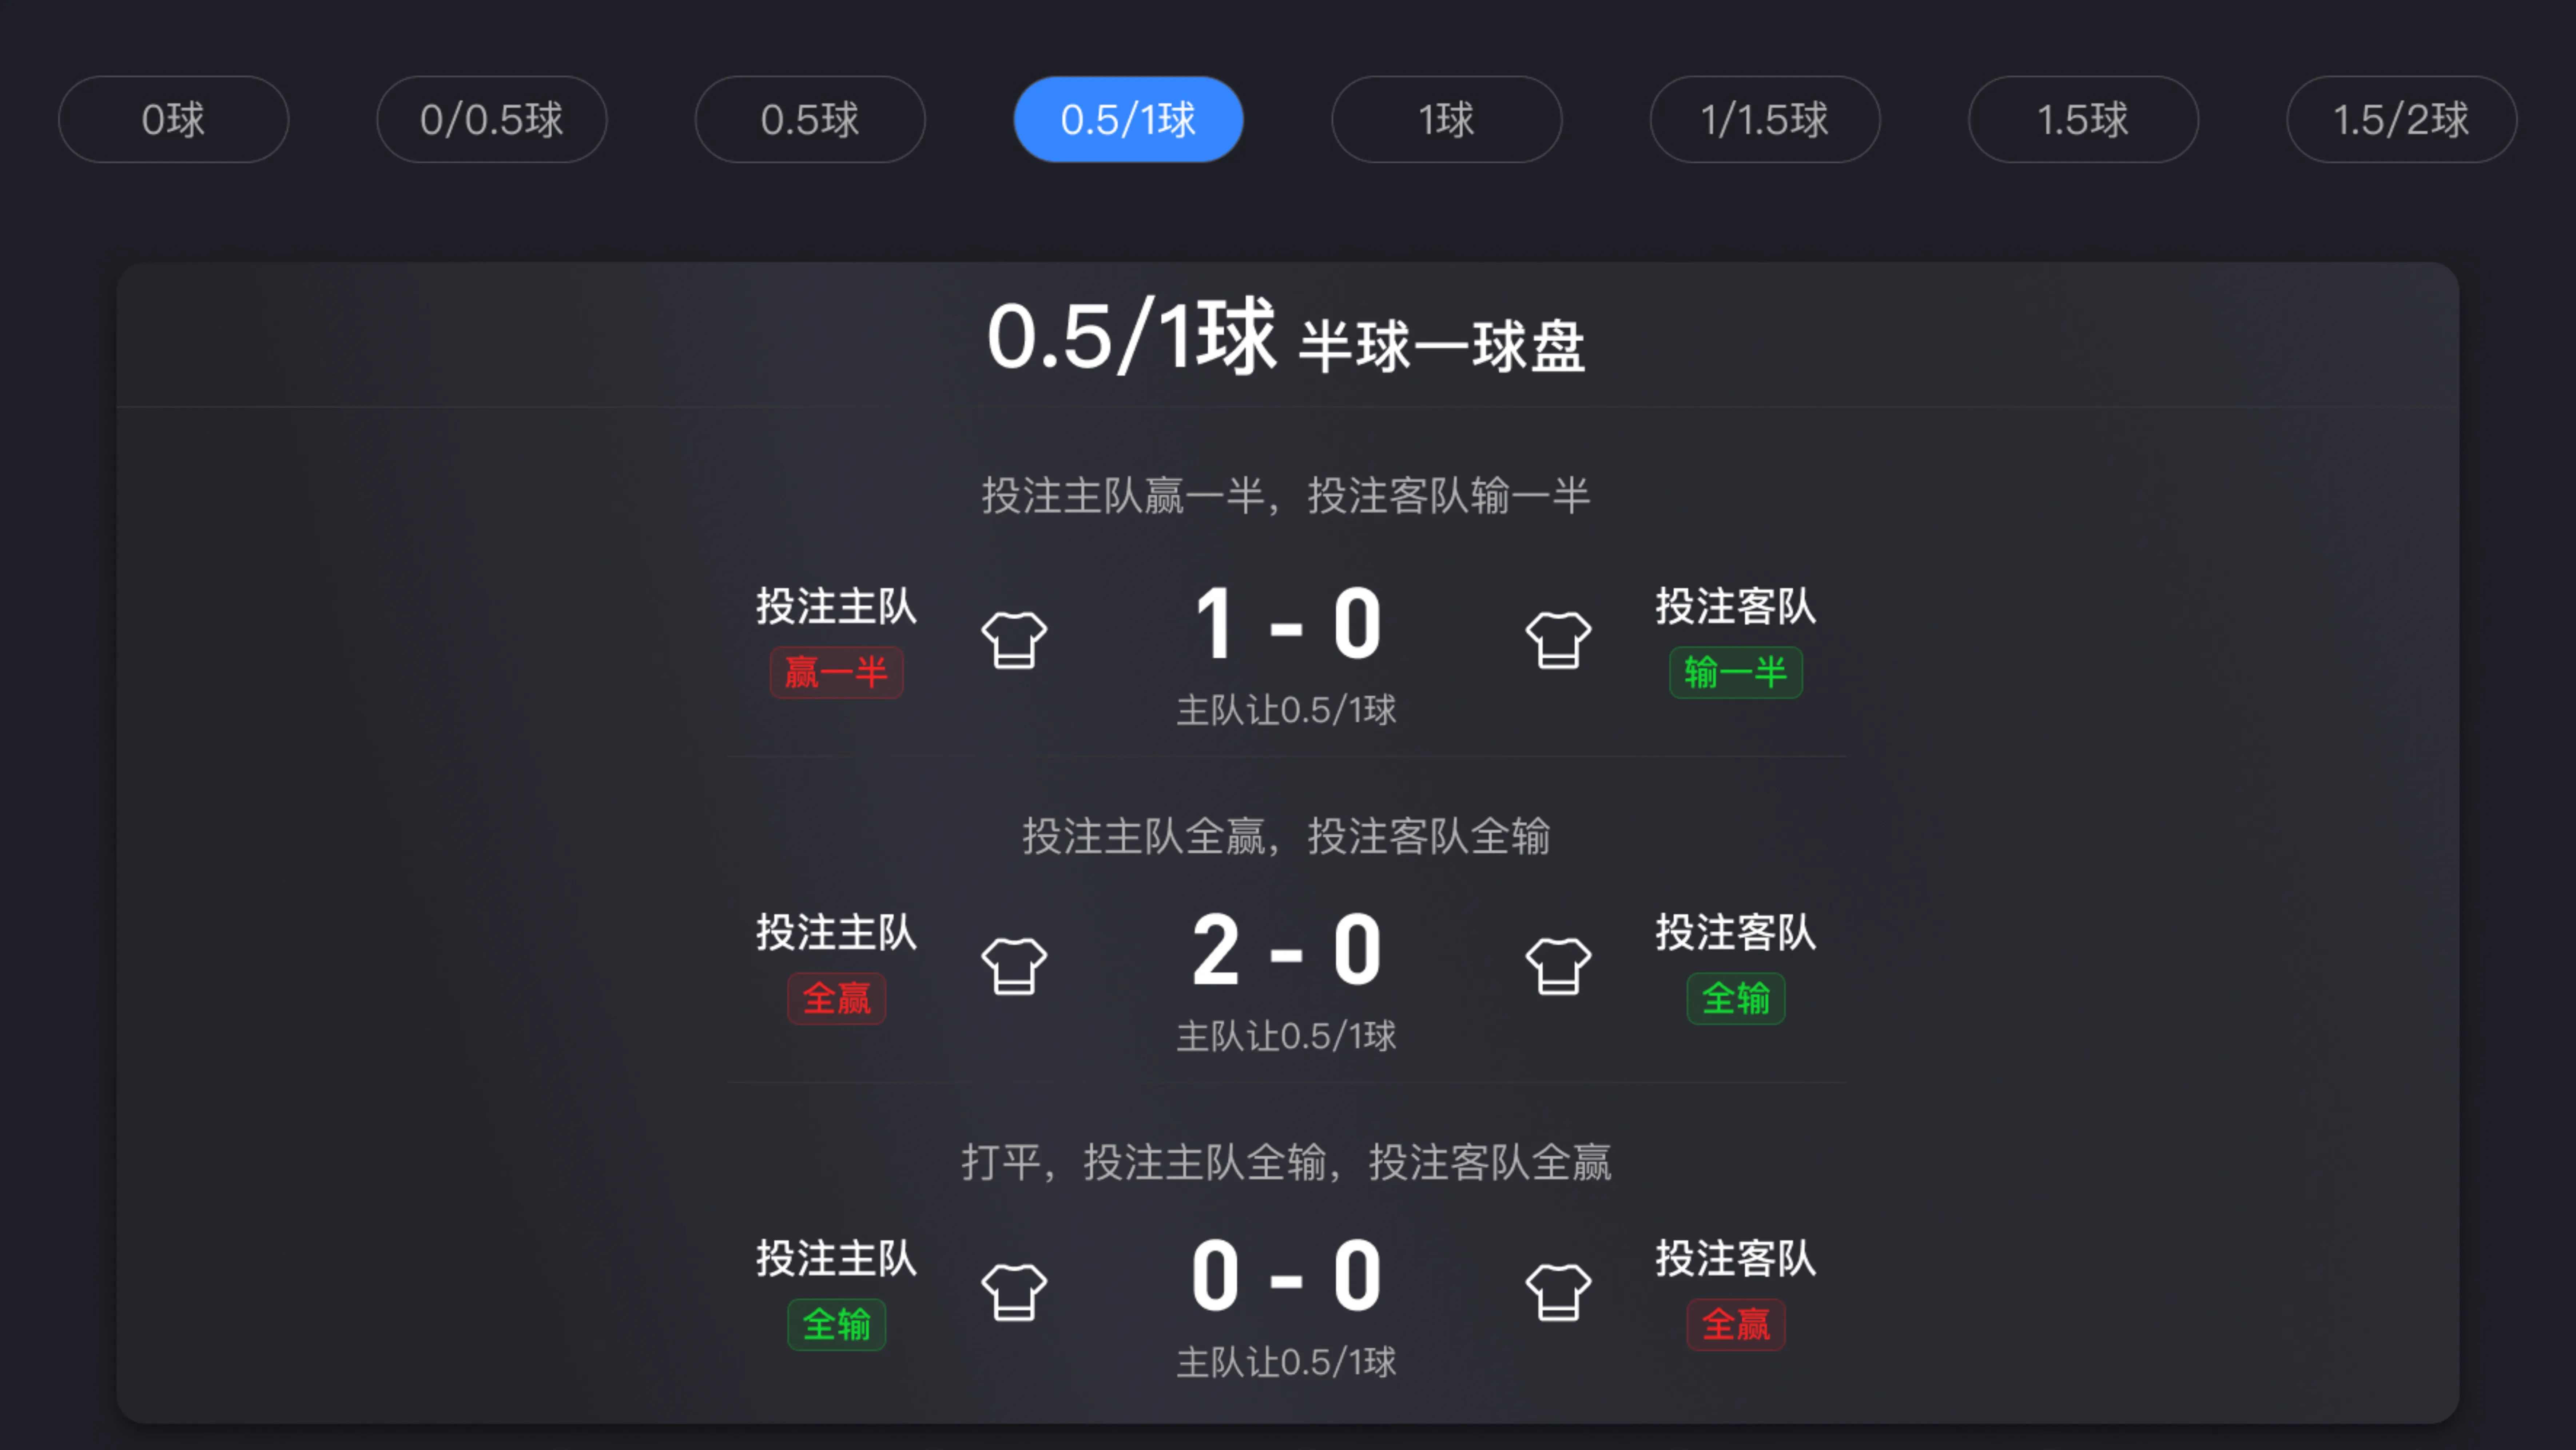 0球 0/0.5球 0.5球 0.5/1球 1球 1/1.5球 1.5球 1.5/2球
0.5/1球 半球一球盘
投注主队赢一半，投注客队输一半
投注主队 1 - 0 投注客队
赢一半 输一半
主队让0.5/1球
投注主队全赢，投注客队全输
投注主队 2 - 0 投注客队
全赢 全输
主队让0.5/1球
打平，投注主队全输，投注客队全赢
投注主队 0 - 0 投注客队
全输 全赢
主队让0.5/1球